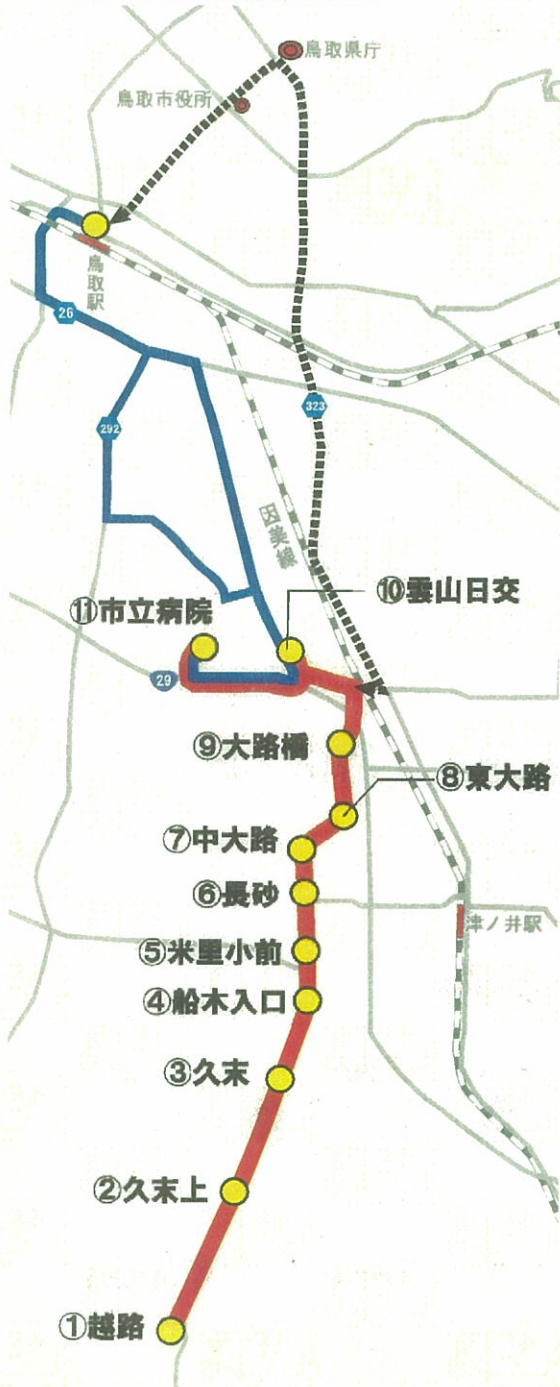 鳥取県庁
鳥取市役所
鳥取駅
26
323
292
因美線
⑩雲山日交
⑪市立病院
29
⑨大路橋
⑧東大路
⑦中大路
⑥長砂
津ノ井駅
⑤米里小前
④船木入口
③久末
②久末上
①越路